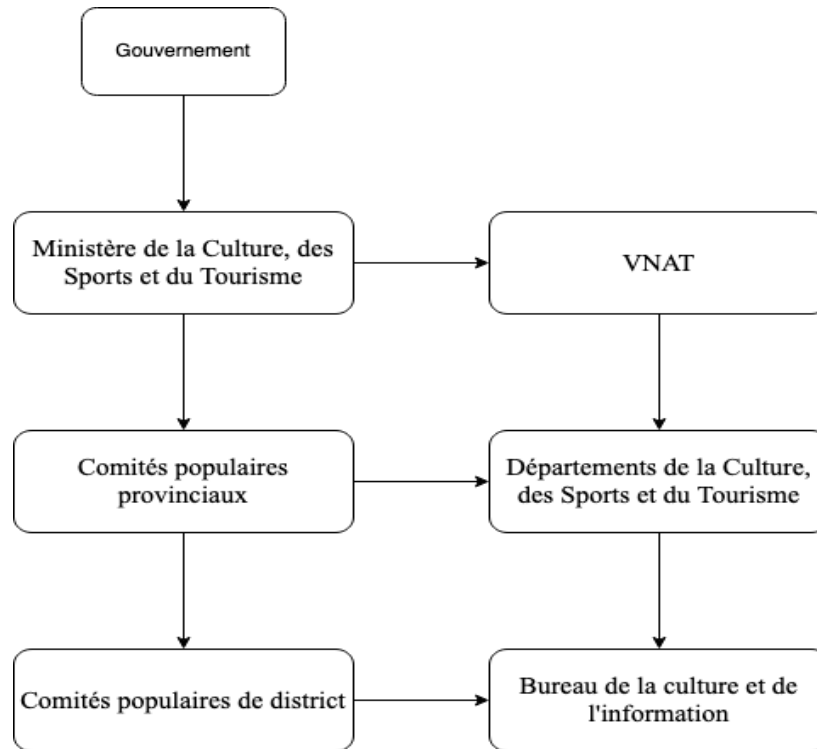 Gouvernement
Ministère de la Culture, des
Sports et du Tourisme
VNAT
Comités populaires
provinciaux
Départements de la Culture,
des Sports et du Tourisme
Comités populaires de district
Bureau de la culture et de
l'information